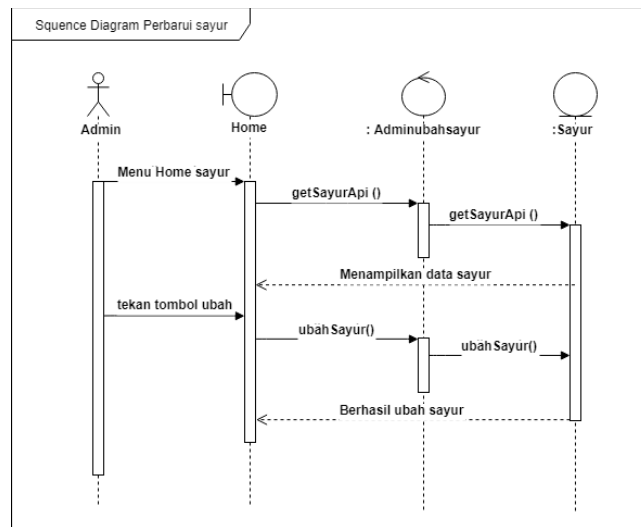 Squence Diagram Perbarui sayur
Admin
Home
: Adminubahsayur
:Sayur
Menu Home sayur
getSayurApi ()
getSayurApi ()
Menampilkan data sayur
tekan tombol ubah
ubahSayur()
ubahSayur()
Berhasil ubah sayur